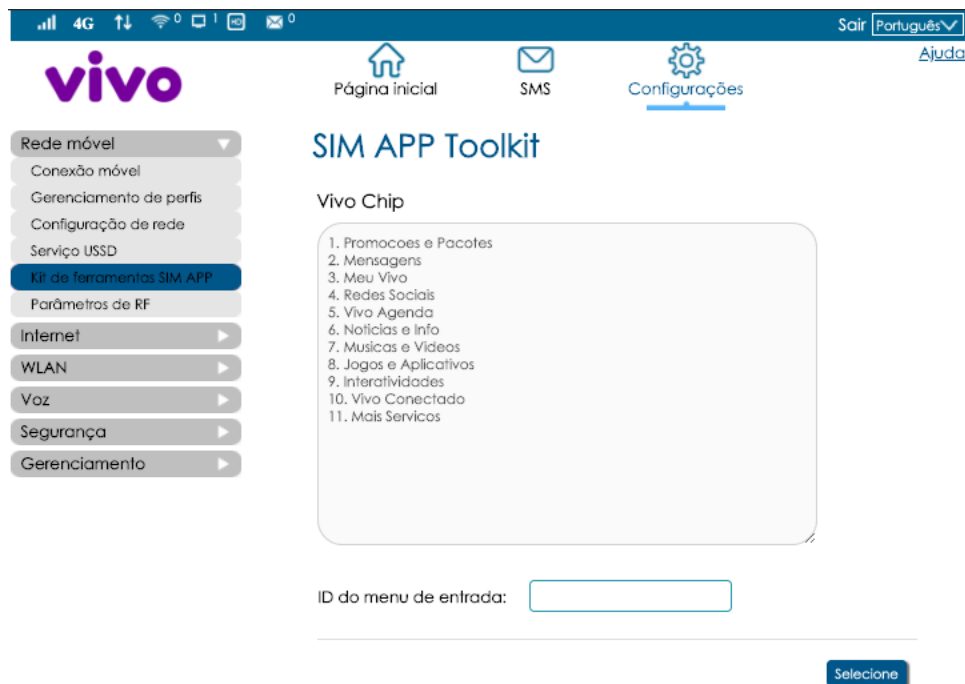 4G 0 1 HD 0 Sair Português
Ajuda
vivo
Página inicial
SMS
Configurações
Rede móvel
Conexão móvel
Gerenciamento de perfis
Configuração de rede
Serviço USSD
Kit de ferramentas SIM APP
Parâmetros de RF
Internet
WLAN
Voz
Segurança
Gerenciamento
SIM APP Toolkit
Vivo Chip
1. Promocoes e Pacotes
2. Mensagens
3. Meu Vivo
4. Redes Sociais
5. Vivo Agenda
6. Noticias e Info
7. Musicas e Videos
8. Jogos e Aplicativos
9. Interatividades
10. Vivo Conectado
11. Mais Servicos
ID do menu de entrada:
Selecione